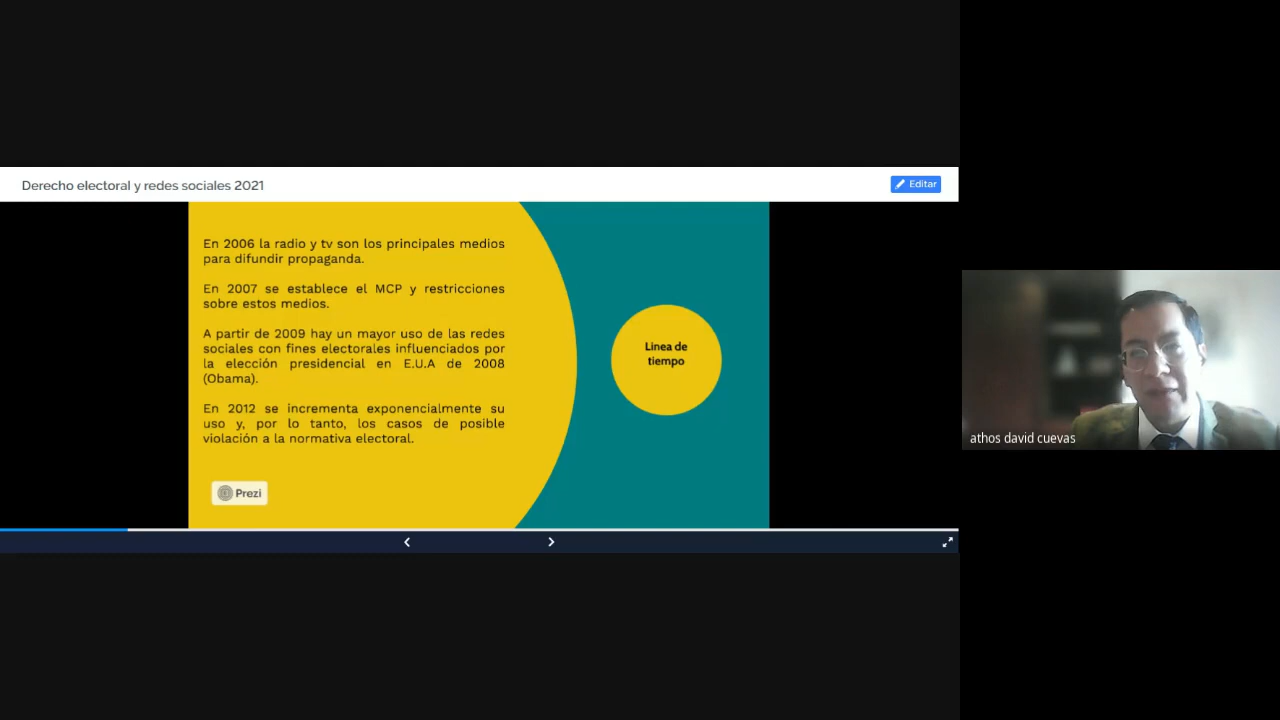 Derecho electoral y redes sociales 2021
Editar
En 2006 la radio y tv son los principales medios
para difundir propaganda.
En 2007 se establece el MCP y restricciones
sobre estos medios.
A partir de 2009 hay un mayor uso de las redes
sociales con fines electorales influenciados por
la elección presidencial en E.U.A de 2008
(Obama).
En 2012 se incrementa exponencialmente su
uso y, por lo tanto, los casos de posible
violación a la normativa electoral.
Linea de
tiempo
Prezi
athos david cuevas